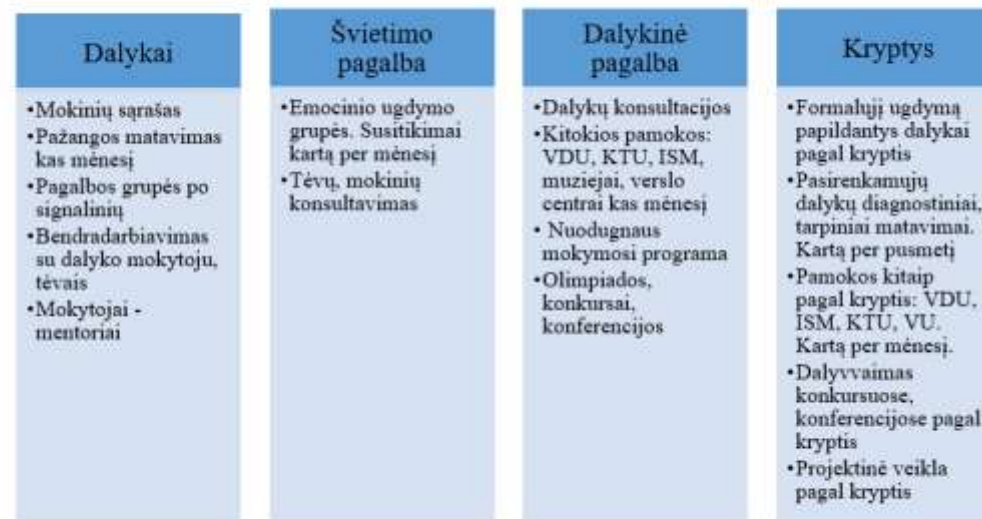 Dalykai
•Mokinių sąrašas
•Pažangos matavimas
kas mėnesį
•Pagalbos grupės po
signalinių
•Bendradarbiavimas
su dalyko mokytoju,
tėvais
•Mokytojai -
mentoriai
Švietimo
pagalba
•Emocinio ugdymo
grupės. Susitikimai
kartą per mėnesį
•Tėvų, mokinių
konsultavimas
Dalykinė
pagalba
•Dalykų konsultacijos
•Kitokios pamokos:
VDU, KTU, ISM,
muziejai, verslo
centrai kas mėnesį
• Nuodugnaus
mokymosi programa
•Olimpiados,
konkursai,
konferencijos
Kryptys
•Formalųjį ugdymą
papildantys dalykai
pagal kryptis
•Pasirenkamųjų
dalykų diagnostiniai,
tarpiniai matavimai.
Kartą per pusmetį
•Pamokos kitaip
pagal kryptis: VDU,
ISM, KTU, VU.
Kartą per mėnesį.
•Dalyvvaimas
konkursuose,
konferencijose pagal
kryptis
•Projektinė veikla
pagal kryptis